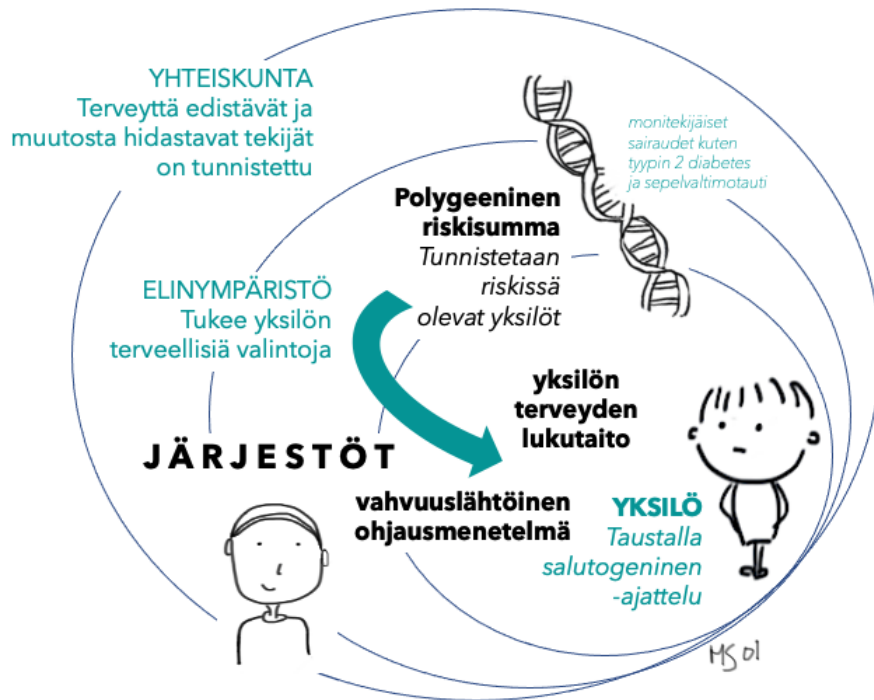 YHTEISKUNTA
Terveyttä edistävät ja
muutosta hidastavat tekijät
on tunnistettu
monitekijäiset
sairaudet kuten
tyypin 2 diabetes
ja sepelvaltimotauti
Polygeeninen
riskisumma
Tunnistetaan
riskissä
olevat yksilöt
ELINYMPÄRISTÖ
Tukee yksilön
terveellisiä valintoja
yksilön
terveyden
lukutaito
JÄRJESTÖT
vahvuuslähtöinen
ohjausmenetelmä
YKSILÖ
Taustalla
salutogeninen
-ajattelu
MS 01